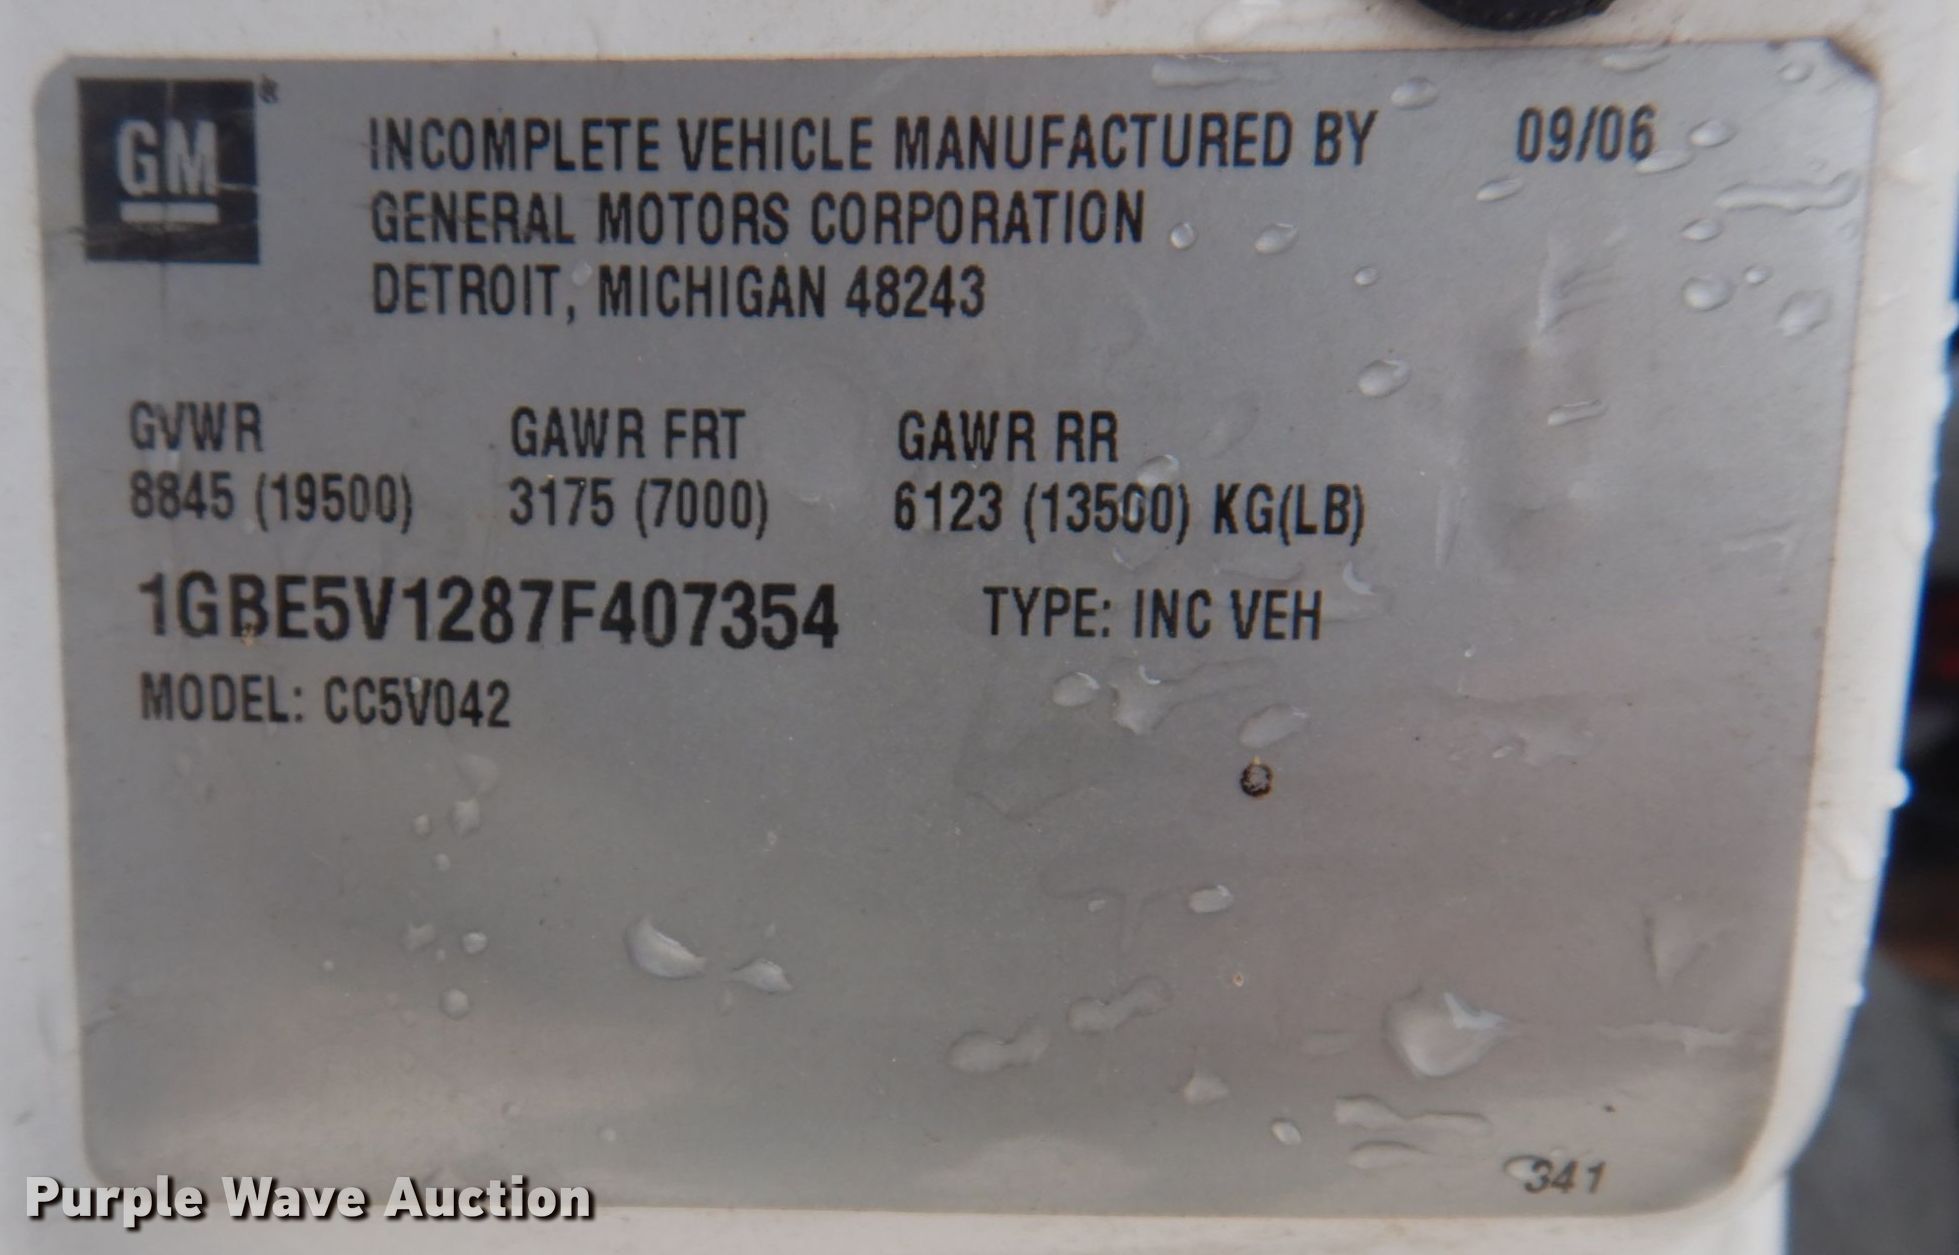 GM
INCOMPLETE VEHICLE MANUFACTURED BY 09/06
GENERAL MOTORS CORPORATION
DETROIT, MICHIGAN 48243
GVWR GAWR FRT GAWR RR
8845 (19500) 3175 (7000) 6123 (13500) KG(LB)
1GBE5V1287F407354 TYPE: INC VEH
MODEL: CC5V042
341
Purple Wave Auction